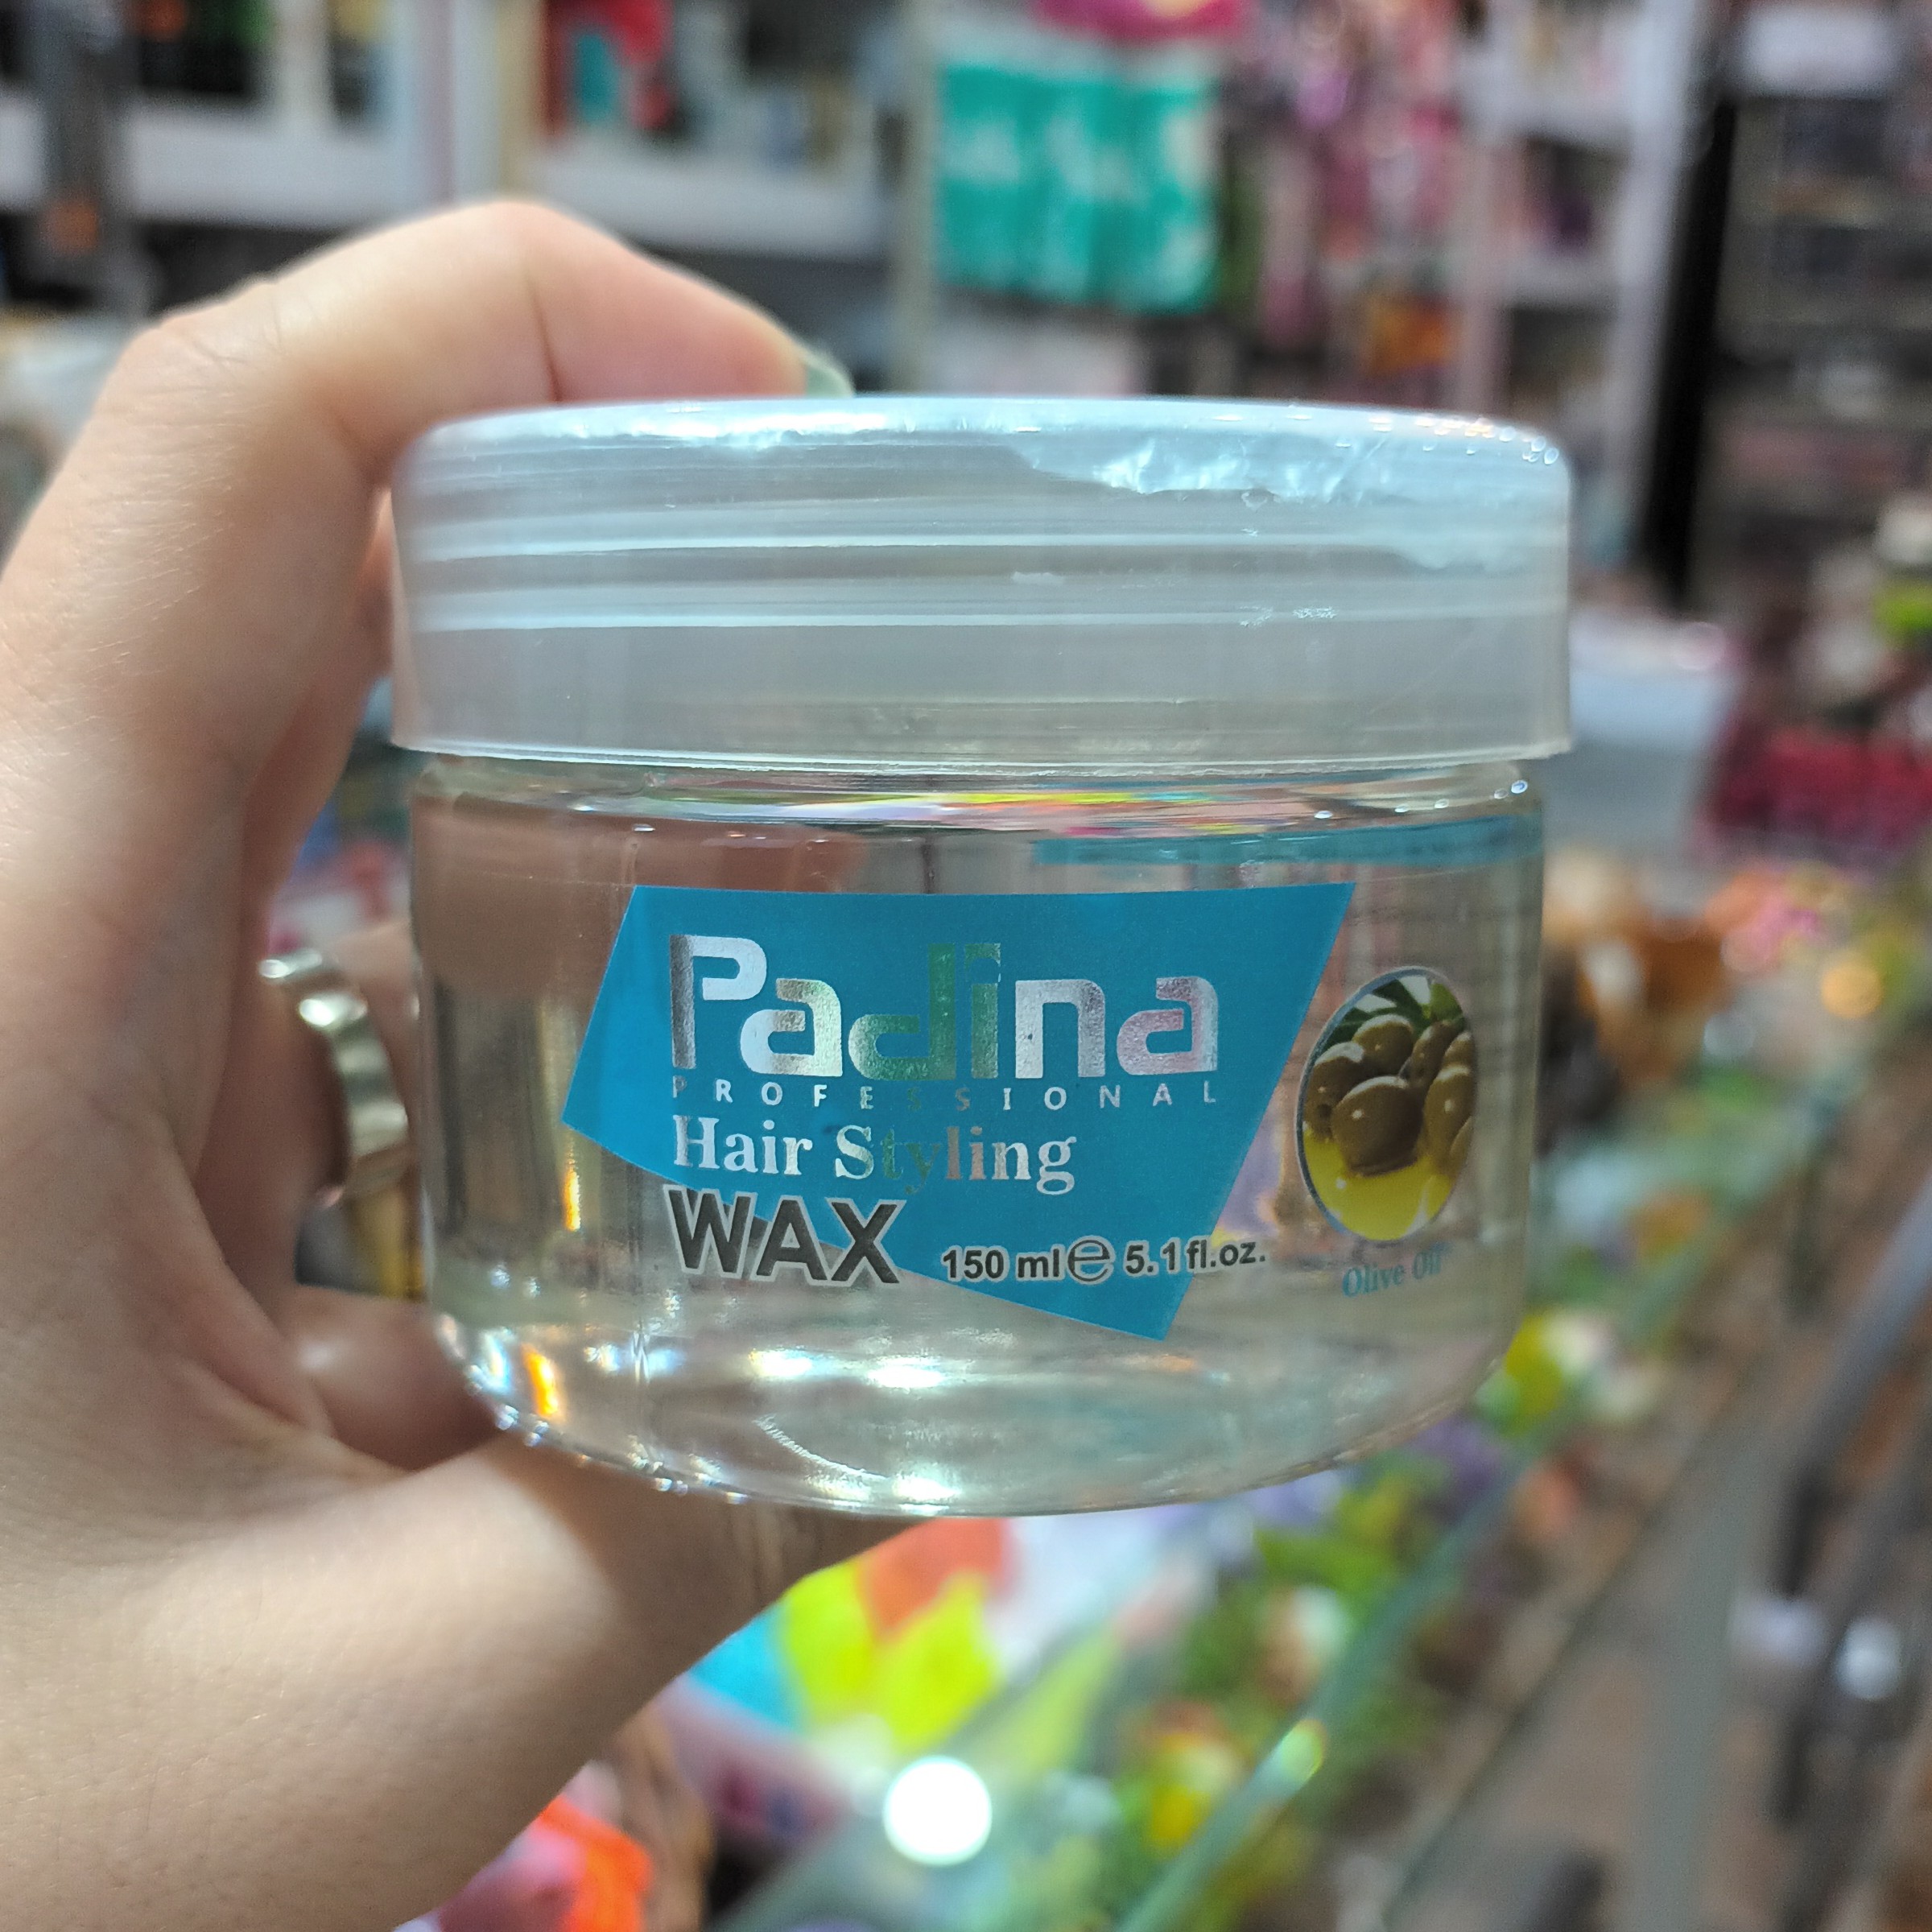 Padina
PROFESSIONAL
Hair Styling
WAX
150 ml e 5.1 fl.oz.
Olive Oil